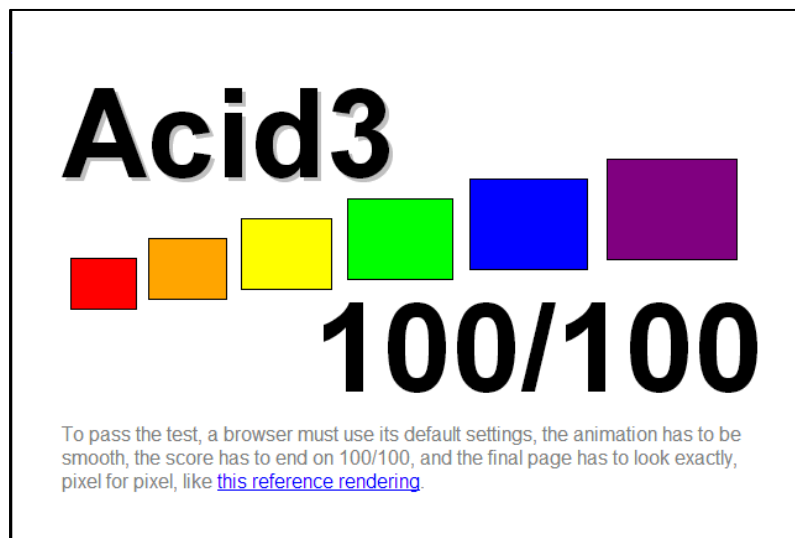 Acid3
100/100
To pass the test, a browser must use its default settings, the animation has to be
smooth, the score has to end on 100/100, and the final page has to look exactly,
pixel for pixel, like this reference rendering.